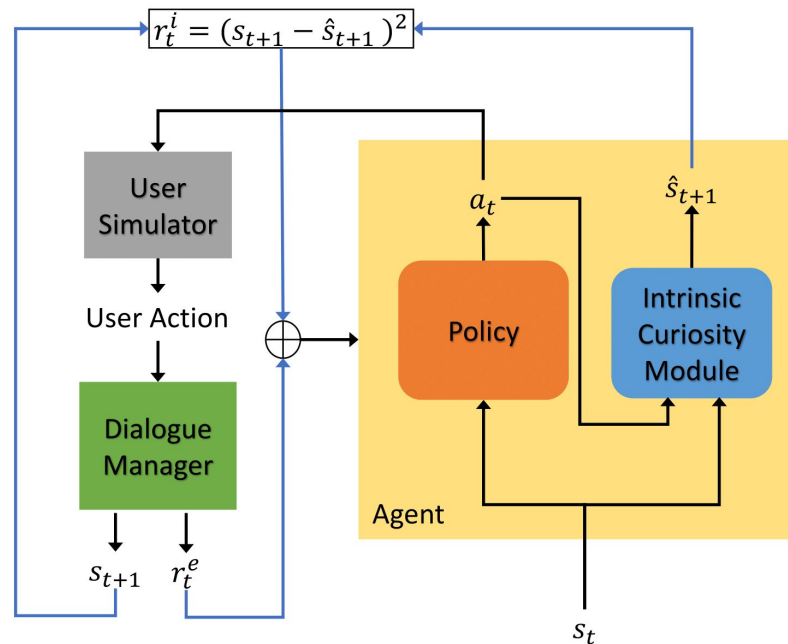 r_t^i = (s_{t+1} − ŝ_{t+1})^2
User
Simulator
User Action
Dialogue
Manager
s_{t+1}
r_t^e
a_t
ŝ_{t+1}
Policy
Intrinsic
Curiosity
Module
Agent
s_t